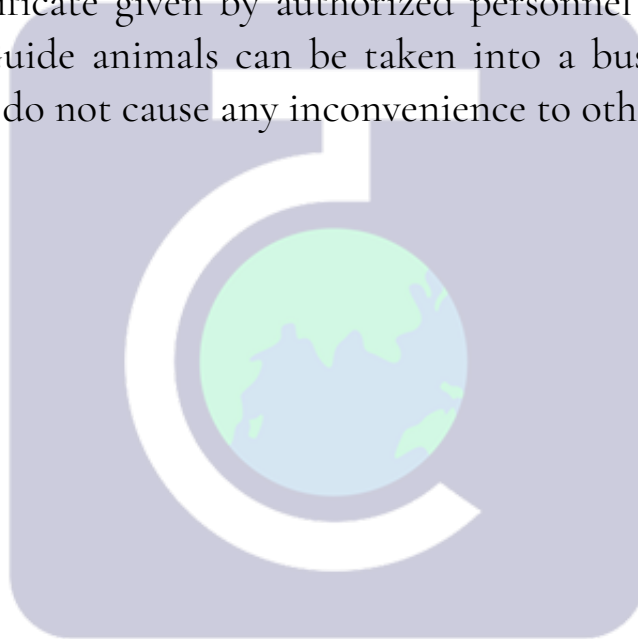 ificate given by authorized personnel
uide animals can be taken into a bus
do not cause any inconvenience to oth